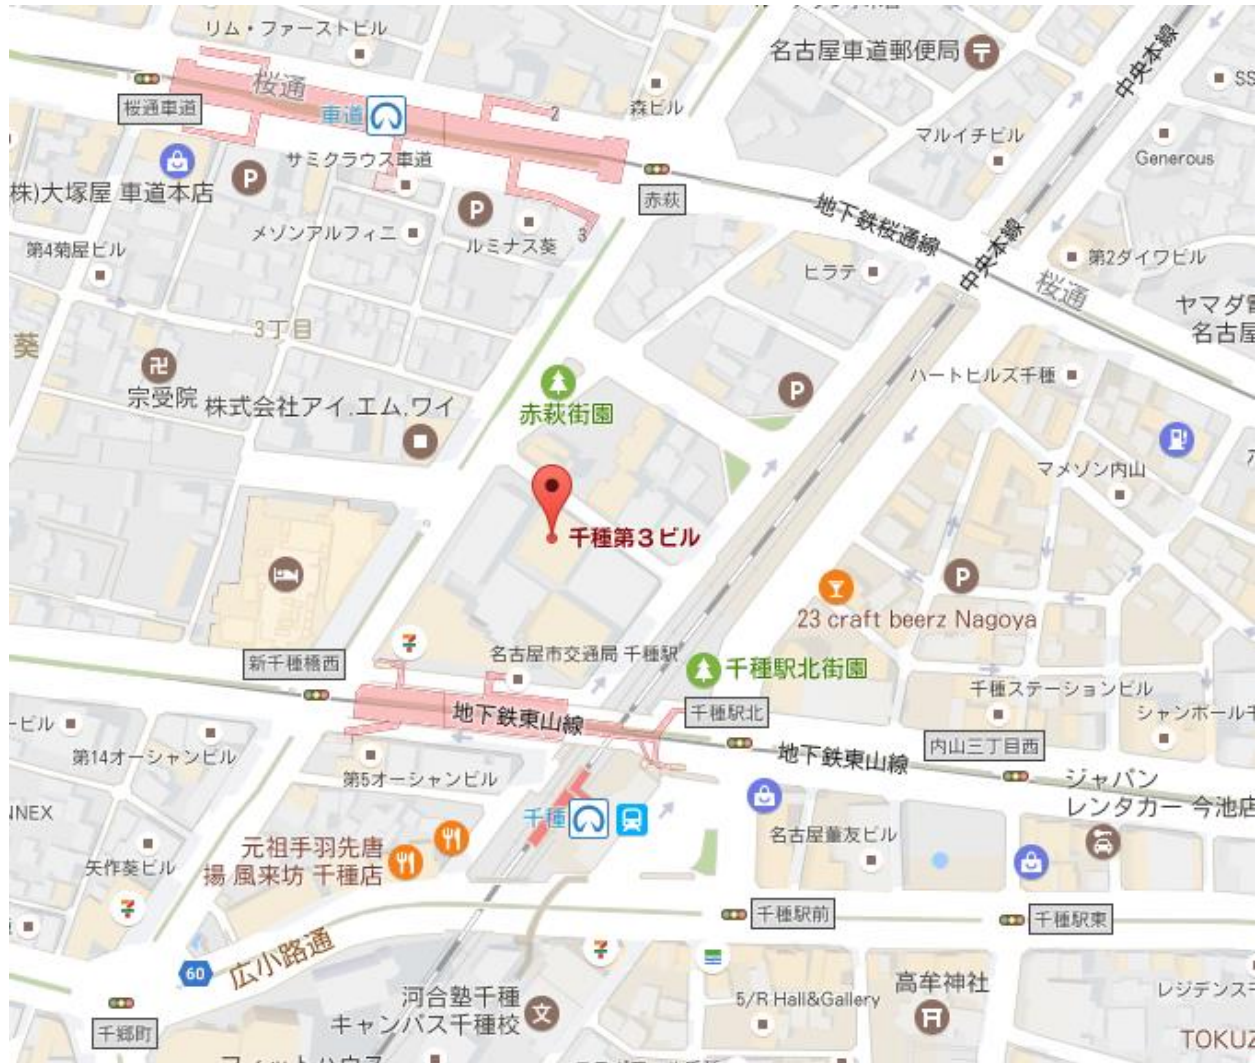 リム・ファーストビル
名古屋車道郵便局
中央本線
桜通
桜通車道
車道
2
森ビル
マルイチビル
SS
Generous
サミクラウス車道
株)大塚屋 車道本店
P
P
赤萩
地下鉄桜通線
中央本線
第4菊屋ビル
メゾンアルフィニ
ルミナス葵
3
ヒラテ
第2ダイワビル
桜通
ヤマダ
名古屋
3丁目
葵
宗受院
株式会社アイ.エム.ワイ
赤萩街園
P
ハートヒルズ千種
マメゾン内山
千種第3ビル
P
23 craft beerz Nagoya
新千種橋西
名古屋市交通局 千種駅
千種駅北街園
千種ステーションビル
ービル
地下鉄東山線
千種駅北
シャンボール千
第14オーシャンビル
第5オーシャンビル
地下鉄東山線
内山三丁目西
ジャパン
レンタカー 今池店
NNEX
千種
名古屋菫友ビル
矢作葵ビル
元祖手羽先唐
揚 風来坊 千種店
千種駅前
千種駅東
60
広小路通
河合塾千種
キャンパス千種校
文
5/R Hall&Gallery
高牟神社
レジデンス
千郷町
TOKUZ